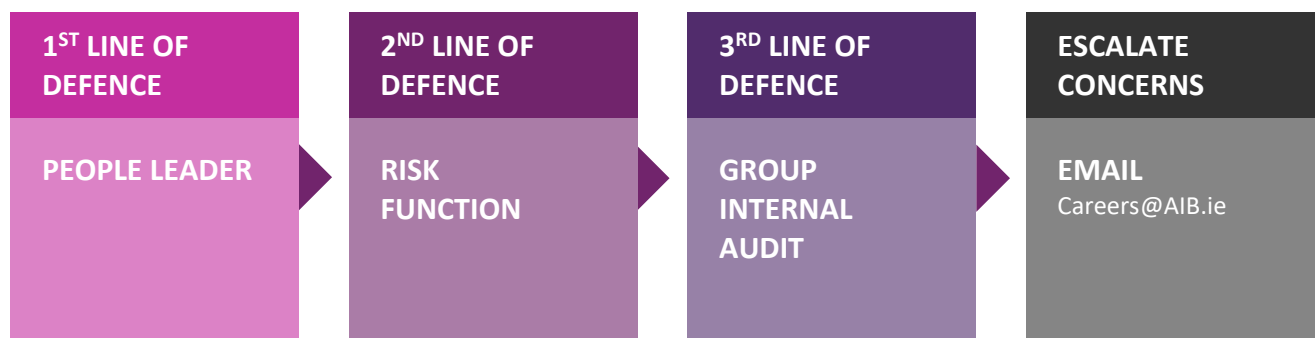 1ST LINE OF
DEFENCE
PEOPLE LEADER
2ND LINE OF
DEFENCE
RISK
FUNCTION
3RD LINE OF
DEFENCE
GROUP
INTERNAL
AUDIT
ESCALATE
CONCERNS
EMAIL
Careers@AIB.ie